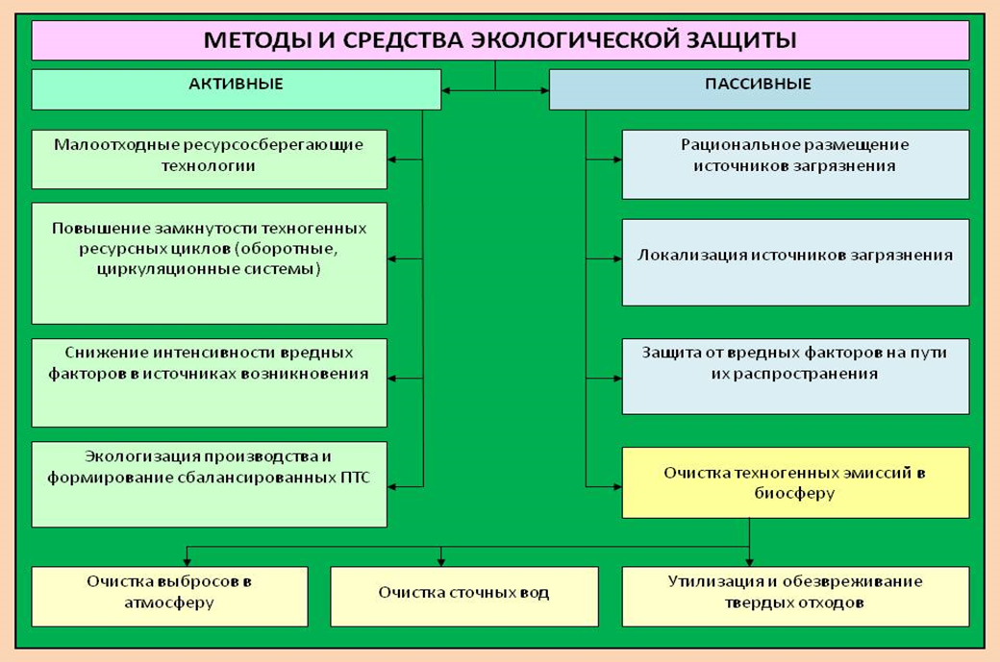 МЕТОДЫ И СРЕДСТВА ЭКОЛОГИЧЕСКОЙ ЗАЩИТЫ
АКТИВНЫЕ
Малоотходные ресурсосберегающие
технологии
Повышение замкнутости техногенных
ресурсных циклов (оборотные,
циркуляционные системы)
Снижение интенсивности вредных
факторов в источниках возникновения
Экологизация производства и
формирование сбалансированных ПТС
ПАССИВНЫЕ
Рациональное размещение
источников загрязнения
Локализация источников загрязнения
Защита от вредных факторов на пути
их распространения
Очистка техногенных эмиссий в
биосферу
Очистка выбросов в
атмосферу
Очистка сточных вод
Утилизация и обезвреживание
твердых отходов